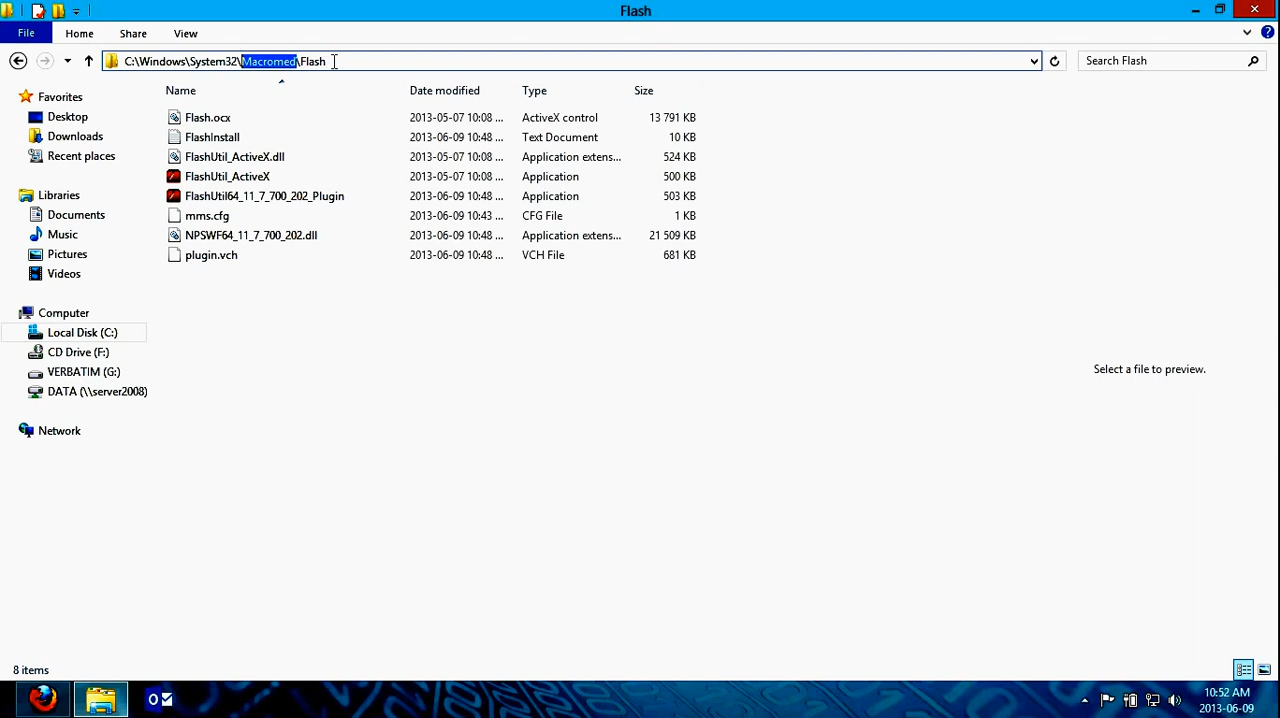 Flash
File Home Share View
C:\Windows\System32\Macromed\Flash
Search Flash
Name Date modified Type Size
Favorites
Desktop
Downloads
Recent places
Libraries
Documents
Music
Pictures
Videos
Computer
Local Disk (C:)
CD Drive (F:)
VERBATIM (G:)
DATA (\\server2008)
Network
Flash.ocx 2013-05-07 10:08 ... ActiveX control 13 791 KB
FlashInstall 2013-06-09 10:48 ... Text Document 10 KB
FlashUtil_ActiveX.dll 2013-05-07 10:08 ... Application extens... 524 KB
FlashUtil_ActiveX 2013-05-07 10:08 ... Application 500 KB
FlashUtil64_11_7_700_202_Plugin 2013-06-09 10:48 ... Application 503 KB
mms.cfg 2013-06-09 10:43 ... CFG File 1 KB
NPSWF64_11_7_700_202.dll 2013-06-09 10:48 ... Application extens... 21 509 KB
plugin.vch 2013-06-09 10:48 ... VCH File 681 KB
Select a file to preview.
8 items
10:52 AM
2013-06-09